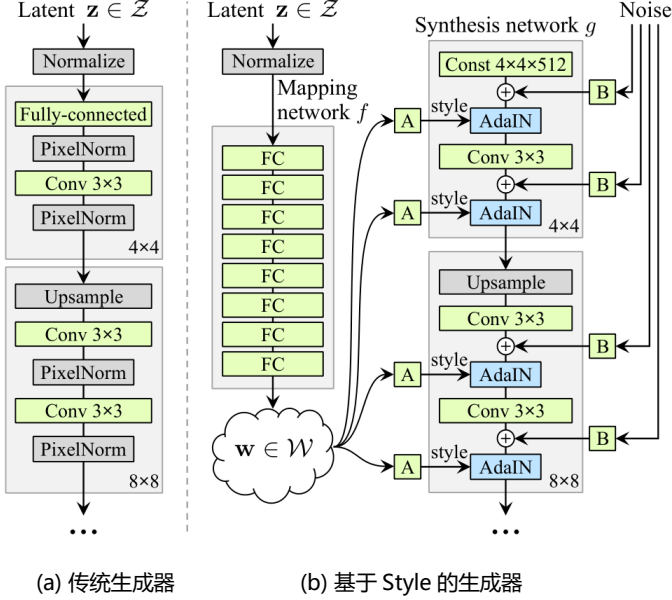 Latent z ∈ Z
Normalize
Fully-connected
PixelNorm
Conv 3×3
PixelNorm
4×4
Upsample
Conv 3×3
PixelNorm
Conv 3×3
PixelNorm
8×8
...
(a) 传统生成器
Latent z ∈ Z
Normalize
Mapping
network f
FC
FC
FC
FC
FC
FC
FC
FC
w ∈ W
A
A
A
A
style
style
style
style
Synthesis network g
Const 4×4×512
AdaIN
Conv 3×3
AdaIN
4×4
Upsample
Conv 3×3
AdaIN
Conv 3×3
AdaIN
8×8
...
Noise
B
B
B
B
(b) 基于 Style 的生成器